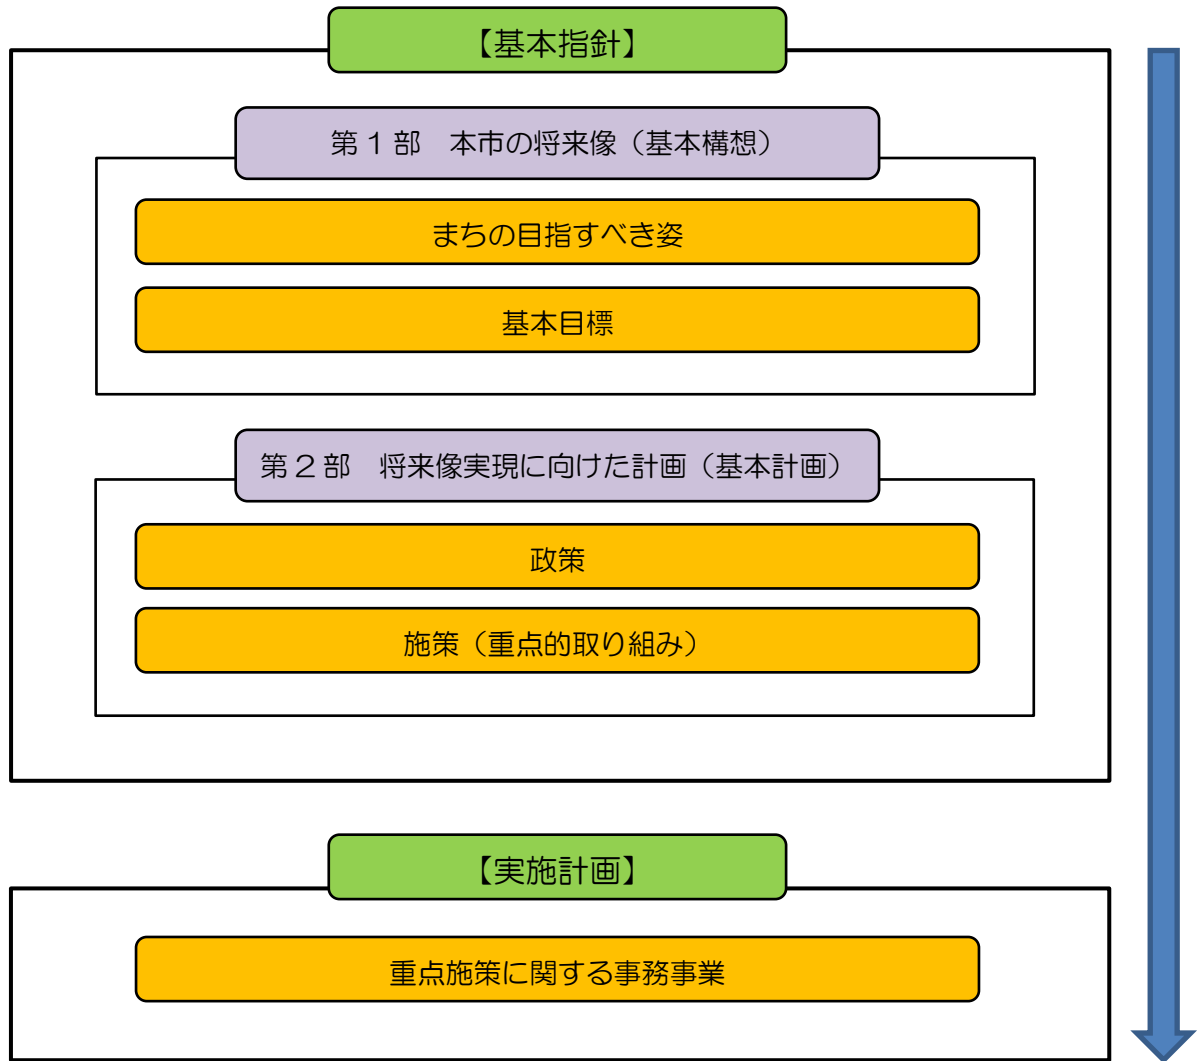 【基本指針】
第１部　本市の将来像（基本構想）
まちの目指すべき姿
基本目標
第２部　将来像実現に向けた計画（基本計画）
政策
施策（重点的取り組み）
【実施計画】
重点施策に関する事務事業